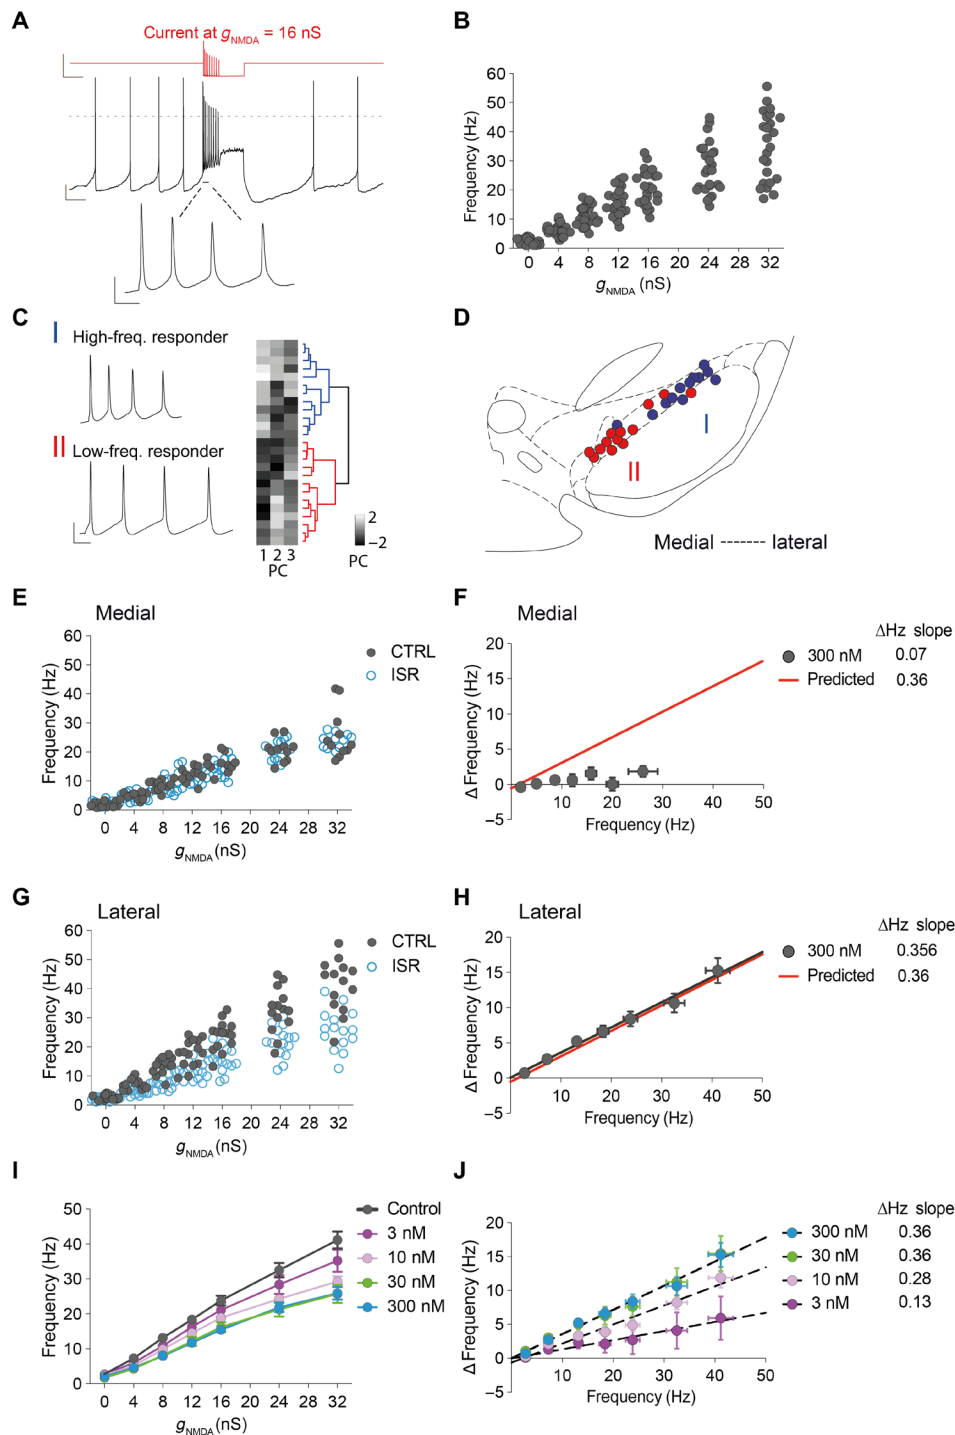 A
Current at gNMDA = 16 nS
B
Frequency (Hz)
60
50
40
30
20
10
0
0 4 8 12 16 20 24 28 32
gNMDA (nS)
C
I High-freq. responder
II Low-freq. responder
1 2 3
PC
2
−2
PC
D
I
II
Medial ------ lateral
E
Medial
Frequency (Hz)
60
50
40
30
20
10
0
0 4 8 12 16 20 24 28 32
gNMDA (nS)
CTRL
ISR
F
Medial
Δ Frequency (Hz)
20
15
10
5
0
−5
10 20 30 40 50
Frequency (Hz)
ΔHz slope
300 nM 0.07
Predicted 0.36
G
Lateral
Frequency (Hz)
60
50
40
30
20
10
0
0 4 8 12 16 20 24 28 32
gNMDA (nS)
CTRL
ISR
H
Lateral
Δ Frequency (Hz)
20
15
10
5
0
−5
10 20 30 40 50
Frequency (Hz)
ΔHz slope
300 nM 0.356
Predicted 0.36
I
Frequency (Hz)
50
40
30
20
10
0
0 4 8 12 16 20 24 28 32
gNMDA (nS)
Control
3 nM
10 nM
30 nM
300 nM
J
Δ Frequency (Hz)
20
15
10
5
0
−5
10 20 30 40 50
Frequency (Hz)
ΔHz slope
300 nM 0.36
30 nM 0.36
10 nM 0.28
3 nM 0.13